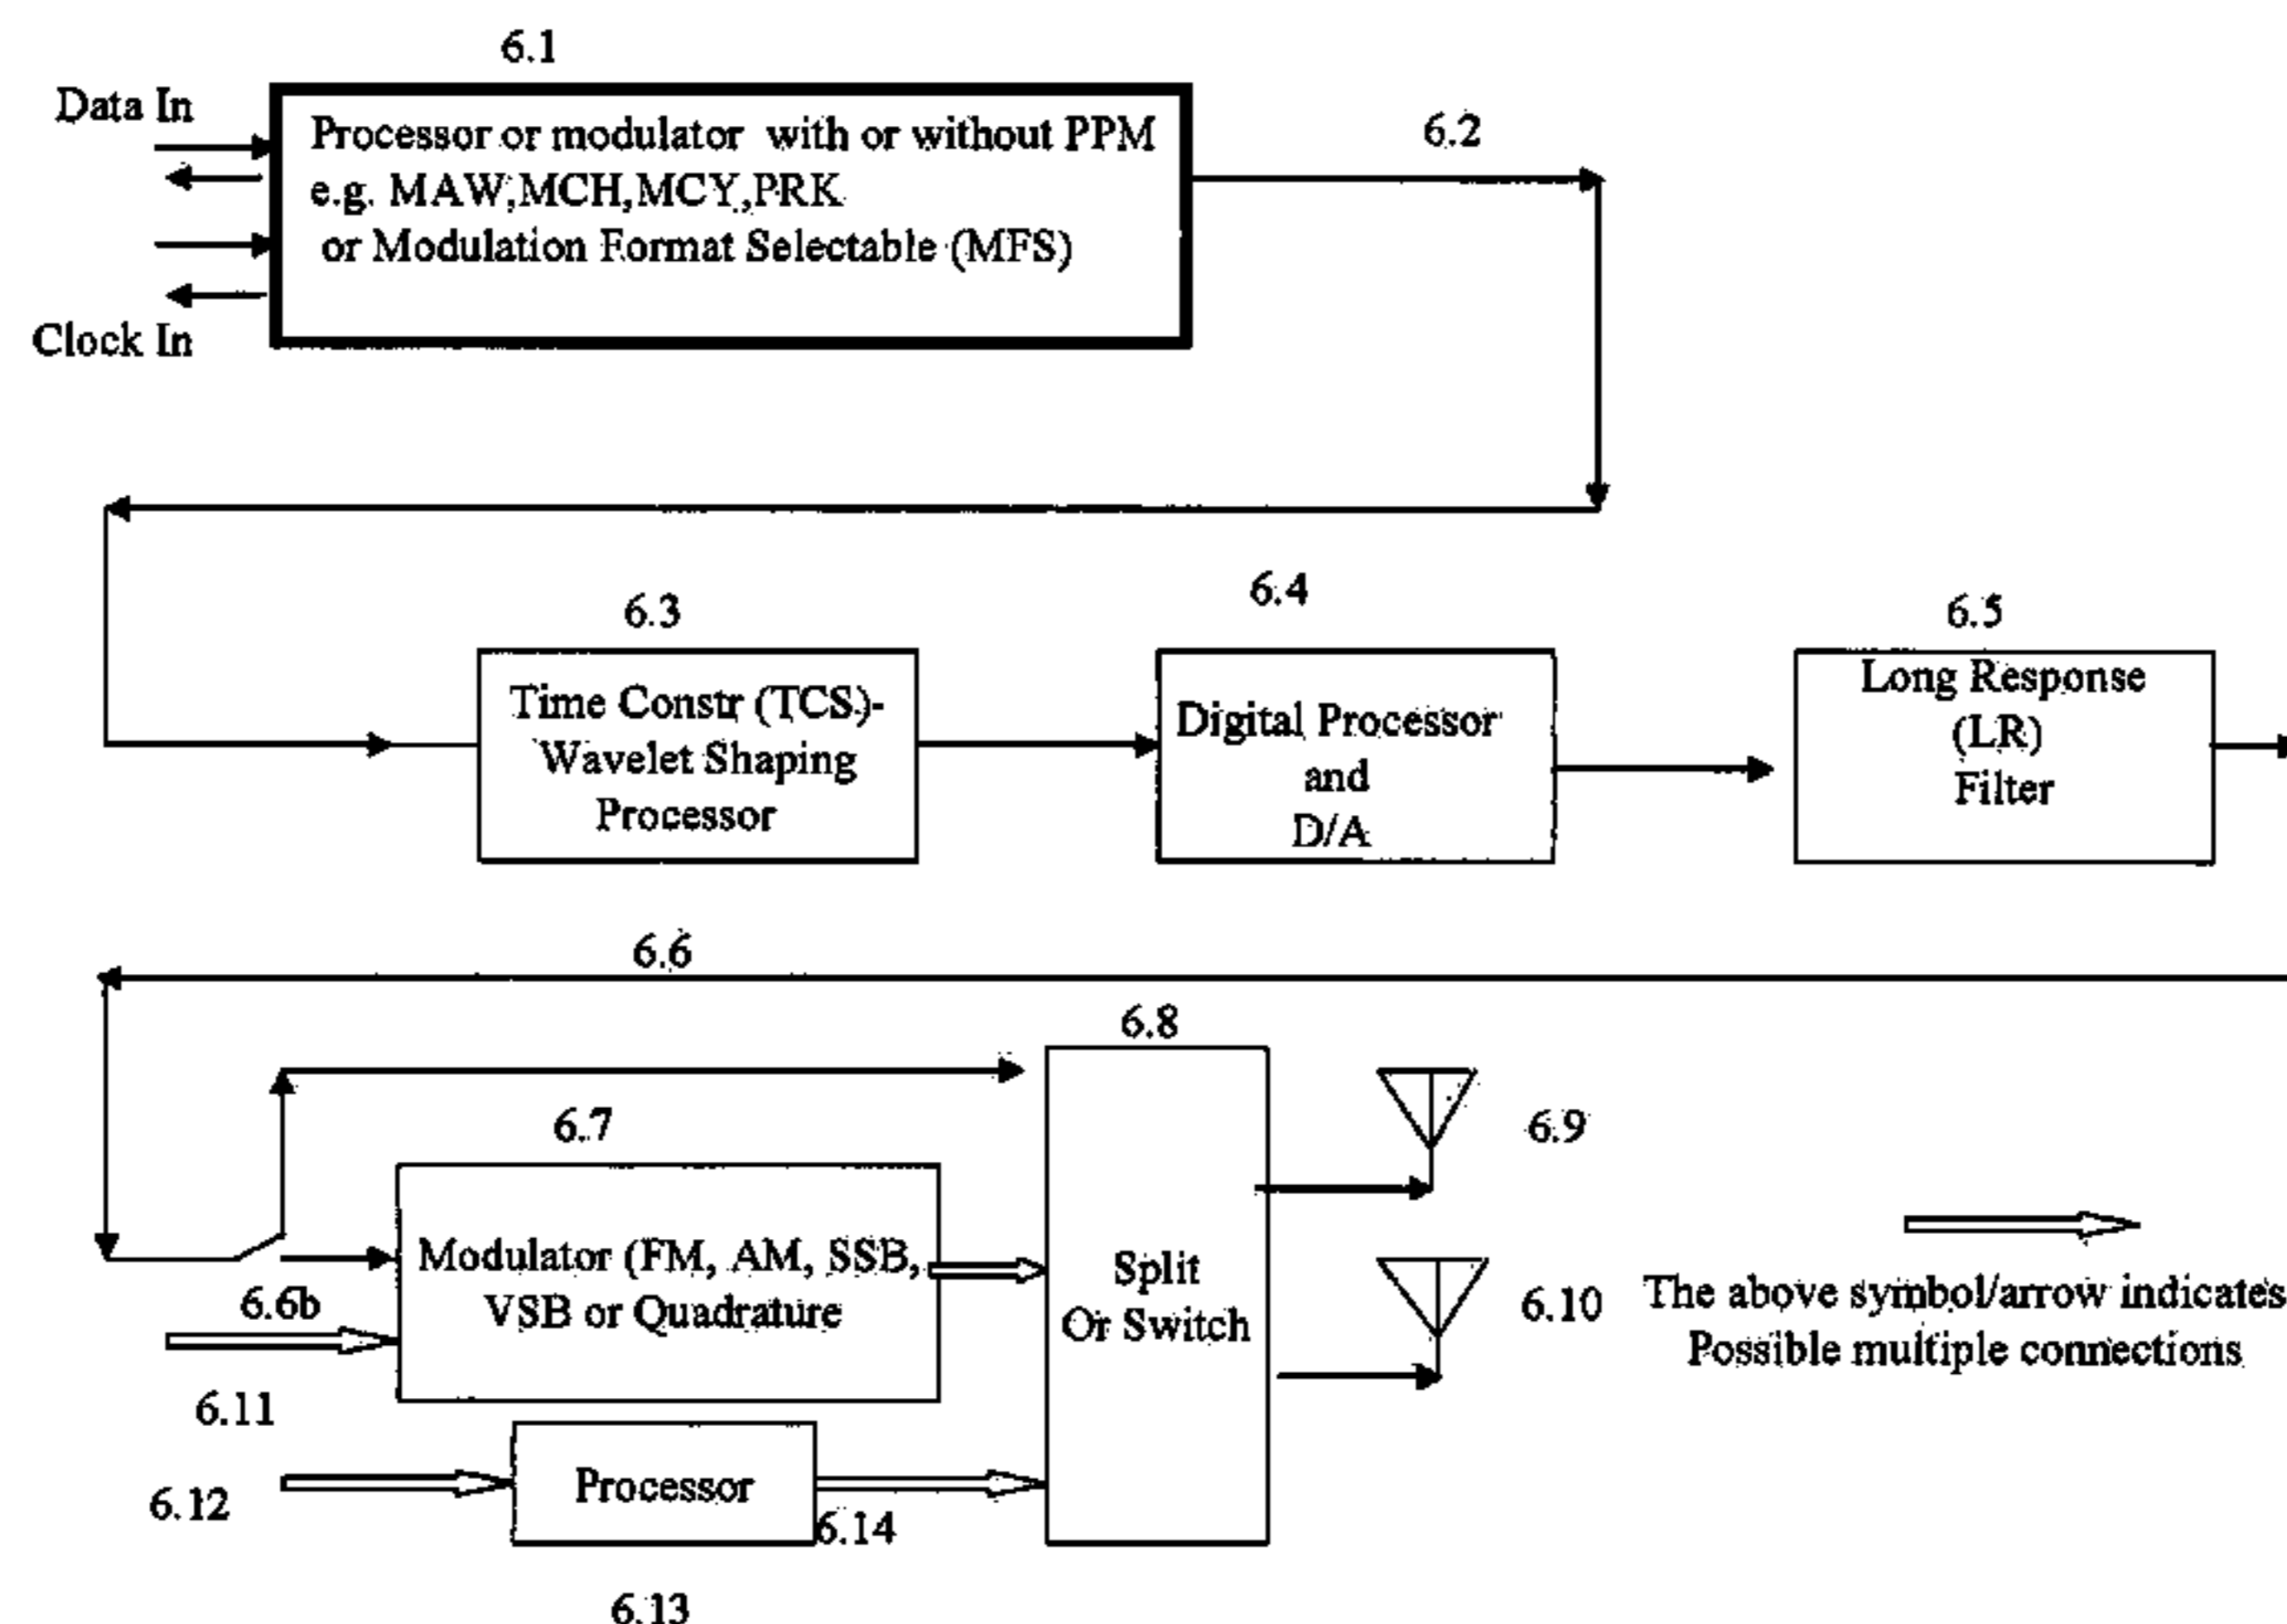 6.1
Data In
Processor or modulator with or without PPM
e.g. MAW,MCH,MCY,PRK
or Modulation Format Selectable (MFS)
Clock In
6.2
6.3
6.4
6.5
Time Constr (TCS)-
Wavelet Shaping
Processor
Digital Processor
and
D/A
Long Response
(LR)
Filter
6.6
6.8
6.7
6.9
Modulator (FM, AM, SSB,
VSB or Quadrature
Split
Or Switch
6.6b
6.10
The above symbol/arrow indicates
Possible multiple connections
6.11
6.12
Processor
6.14
6.13